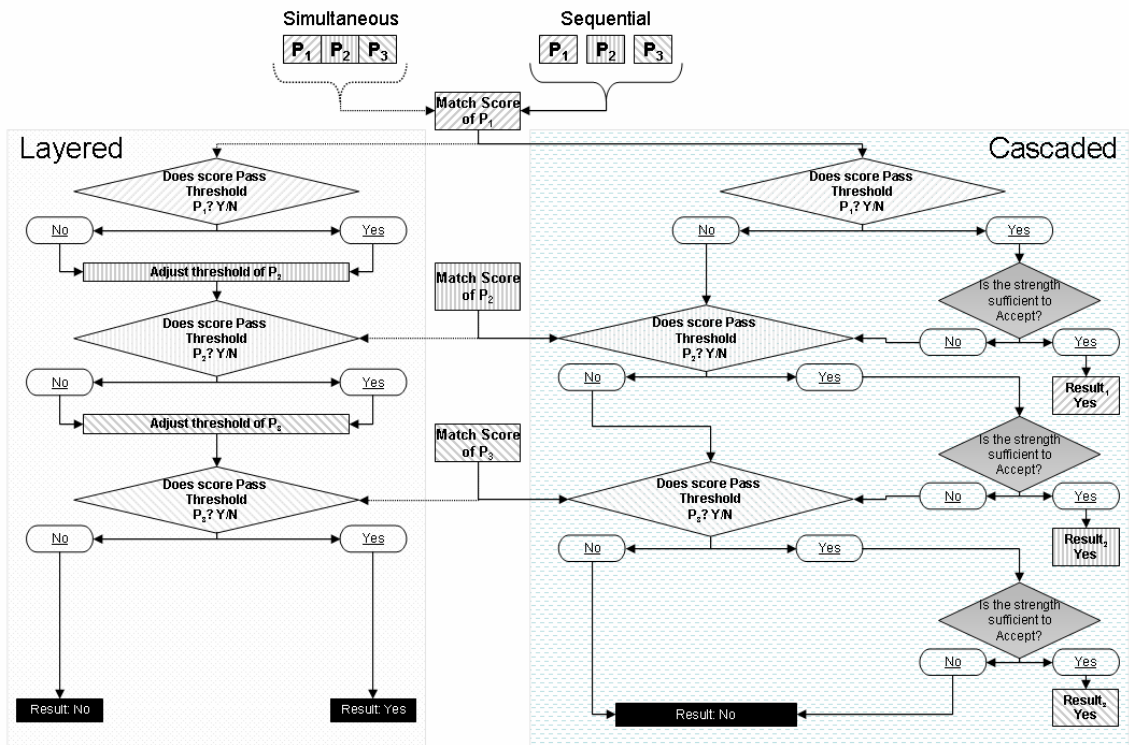 Simultaneous
Sequential
P1 P2 P3
P1 P2 P3
Match Score
of P1
Layered
Cascaded
Does score Pass
Threshold
P1? Y/N
No
Yes
Adjust threshold of P2
Does score Pass
Threshold
P2? Y/N
No
Yes
Adjust threshold of P3
Does score Pass
Threshold
P3? Y/N
No
Yes
Result: No
Result: Yes
Match Score
of P2
Match Score
of P3
Does score Pass
Threshold
P1? Y/N
No
Yes
Is the strength
sufficient to
Accept?
No
Yes
Result1
Yes
Does score Pass
Threshold
P2? Y/N
No
Yes
Is the strength
sufficient to
Accept?
No
Yes
Result2
Yes
Does score Pass
Threshold
P3? Y/N
No
Yes
Is the strength
sufficient to
Accept?
No
Yes
Result3
Yes
Result: No